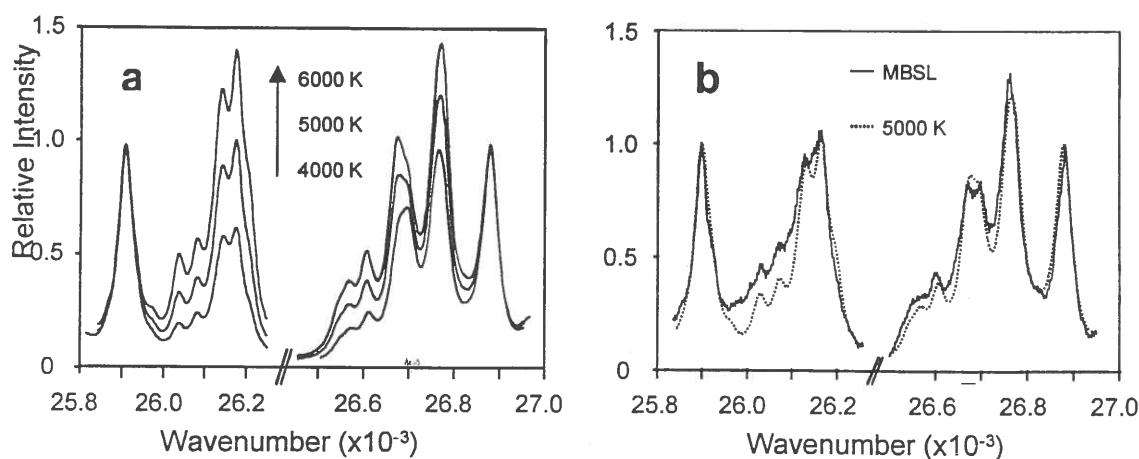 1.5
1.0
0.5
0
Relative Intensity
a
6000 K
5000 K
4000 K
25.8 26.0 26.2 26.6 26.8 27.0
Wavenumber (x10-3)
1.5
1.0
0.5
0
b
MBSL
5000 K
25.8 26.0 26.2 26.6 26.8 27.0
Wavenumber (x10-3)